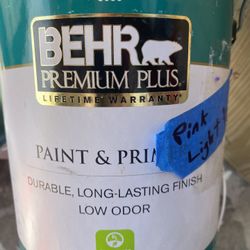 BEHR
PREMIUM PLUS
LIFETIME WARRANTY
Pink
Light
PAINT & PRIM
DURABLE, LONG-LASTING FINISH
LOW ODOR